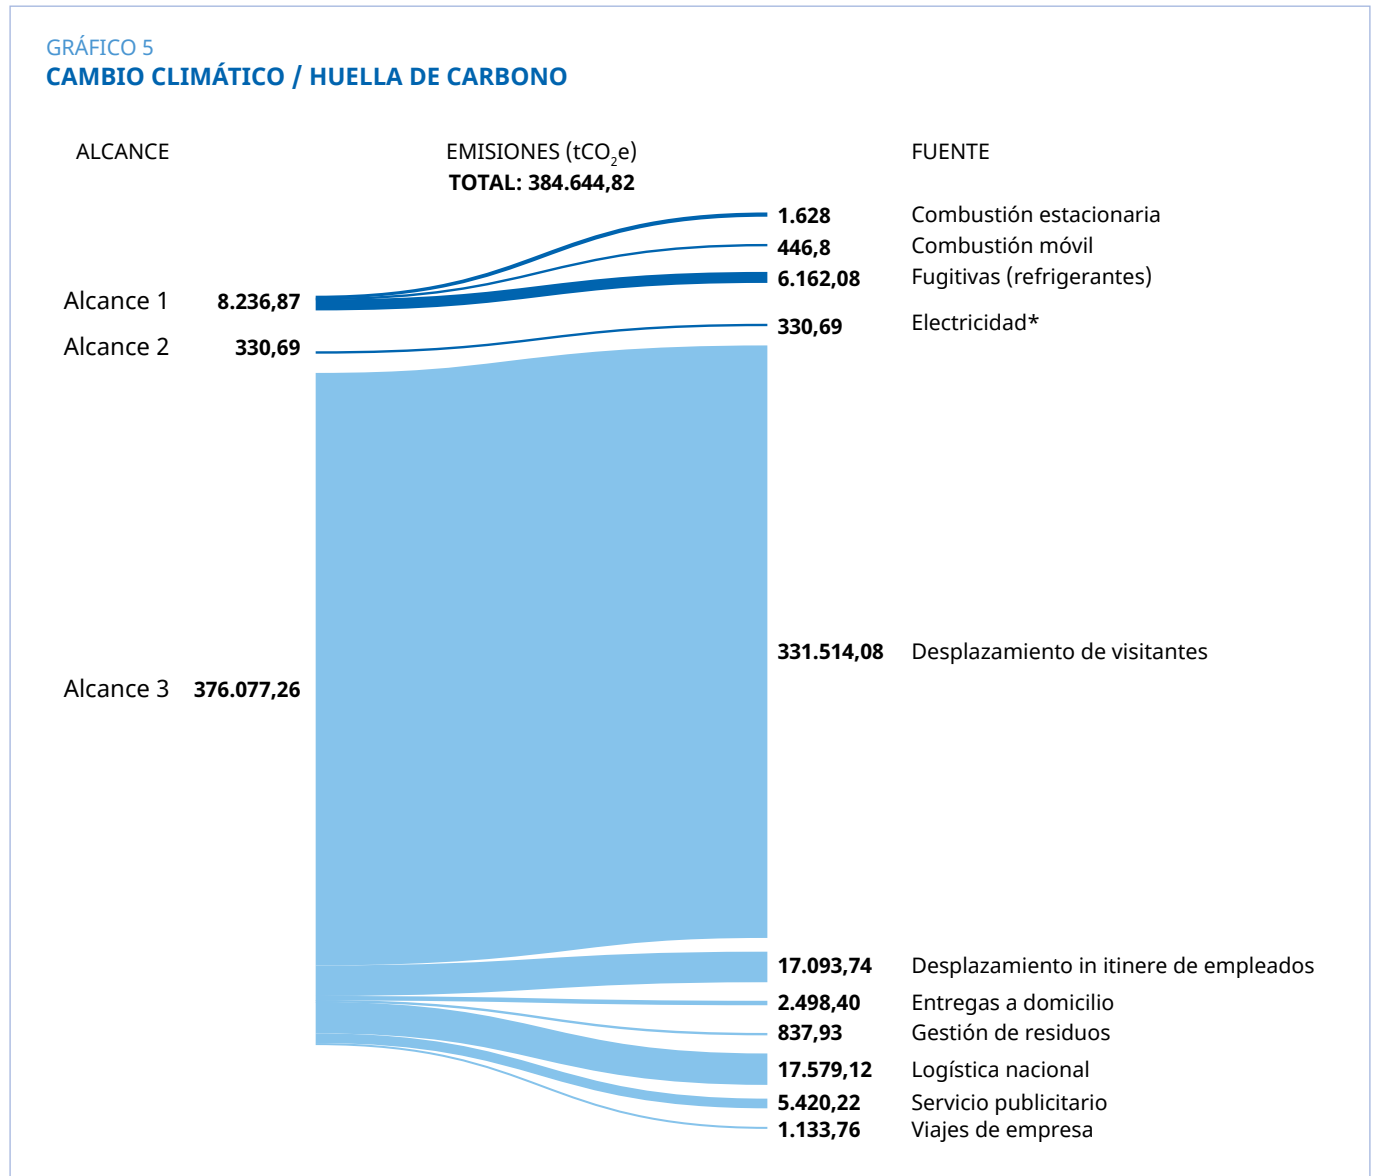 GRÁFICO 5
CAMBIO CLIMÁTICO / HUELLA DE CARBONO
ALCANCE EMISIONES (tCO₂e) FUENTE
TOTAL: 384.644,82
1.628 Combustión estacionaria
446,8 Combustión móvil
6.162,08 Fugitivas (refrigerantes)
Alcance 1 8.236,87
330,69 Electricidad*
Alcance 2 330,69
331.514,08 Desplazamiento de visitantes
Alcance 3 376.077,26
17.093,74 Desplazamiento in itinere de empleados
2.498,40 Entregas a domicilio
837,93 Gestión de residuos
17.579,12 Logística nacional
5.420,22 Servicio publicitario
1.133,76 Viajes de empresa